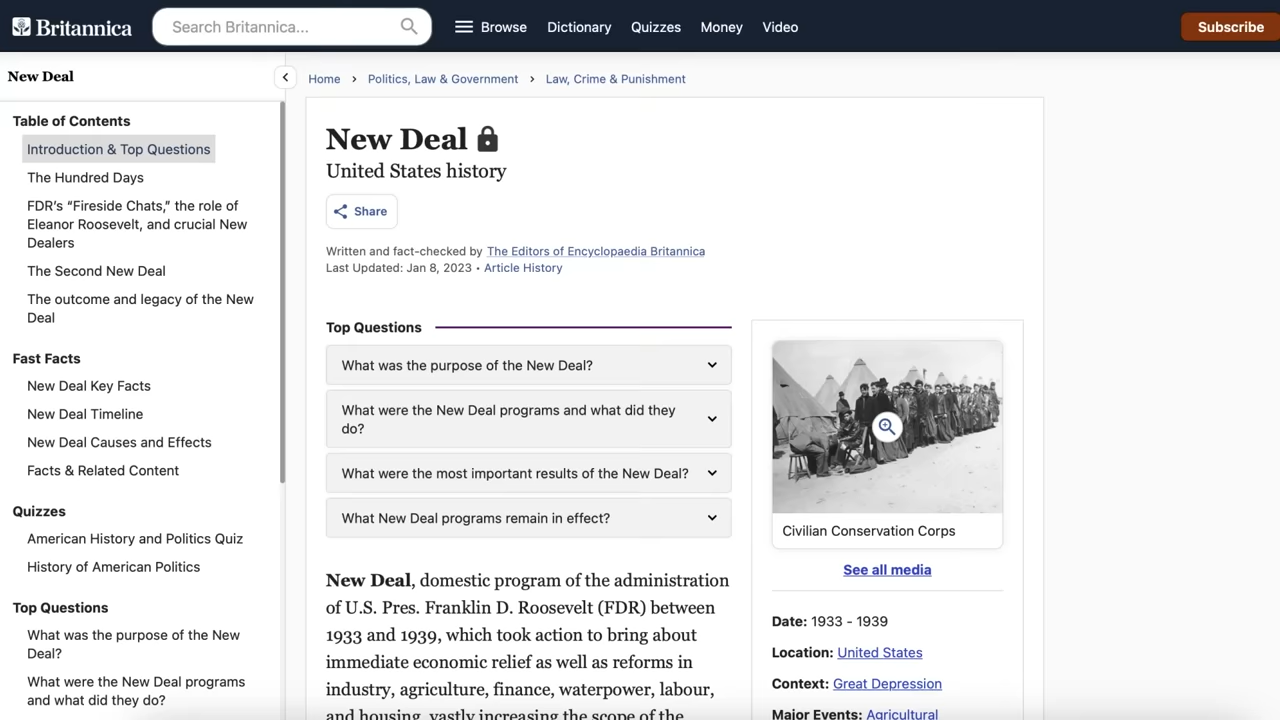 Britannica
Search Britannica...
Browse
Dictionary
Quizzes
Money
Video
Subscribe
New Deal
Table of Contents
Introduction & Top Questions
The Hundred Days
FDR’s “Fireside Chats,” the role of
Eleanor Roosevelt, and crucial New
Dealers
The Second New Deal
The outcome and legacy of the New
Deal
Fast Facts
New Deal Key Facts
New Deal Timeline
New Deal Causes and Effects
Facts & Related Content
Quizzes
American History and Politics Quiz
History of American Politics
Top Questions
What was the purpose of the New
Deal?
What were the New Deal programs
and what did they do?
Home › Politics, Law & Government › Law, Crime & Punishment
New Deal
United States history
Share
Written and fact-checked by The Editors of Encyclopaedia Britannica
Last Updated: Jan 8, 2023 • Article History
Top Questions
What was the purpose of the New Deal?
What were the New Deal programs and what did they
do?
What were the most important results of the New Deal?
What New Deal programs remain in effect?
New Deal, domestic program of the administration
of U.S. Pres. Franklin D. Roosevelt (FDR) between
1933 and 1939, which took action to bring about
immediate economic relief as well as reforms in
industry, agriculture, finance, waterpower, labour,
and housing, vastly increasing the scope of the
Civilian Conservation Corps
See all media
Date: 1933 - 1939
Location: United States
Context: Great Depression
Major Events: Agricultural